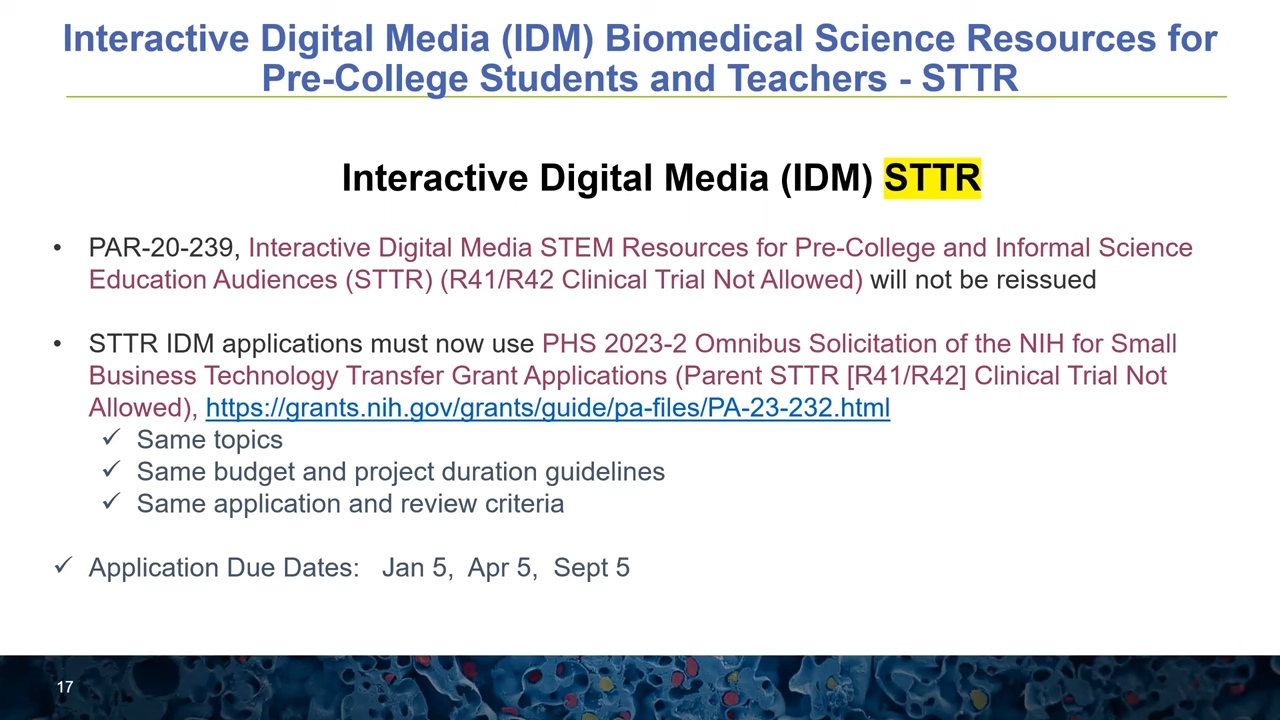 Interactive Digital Media (IDM) Biomedical Science Resources for
Pre-College Students and Teachers - STTR
Interactive Digital Media (IDM) STTR
• PAR-20-239, Interactive Digital Media STEM Resources for Pre-College and Informal Science
Education Audiences (STTR) (R41/R42 Clinical Trial Not Allowed) will not be reissued
• STTR IDM applications must now use PHS 2023-2 Omnibus Solicitation of the NIH for Small
Business Technology Transfer Grant Applications (Parent STTR [R41/R42] Clinical Trial Not
Allowed), https://grants.nih.gov/grants/guide/pa-files/PA-23-232.html
✓ Same topics
✓ Same budget and project duration guidelines
✓ Same application and review criteria
✓ Application Due Dates: Jan 5, Apr 5, Sept 5
17